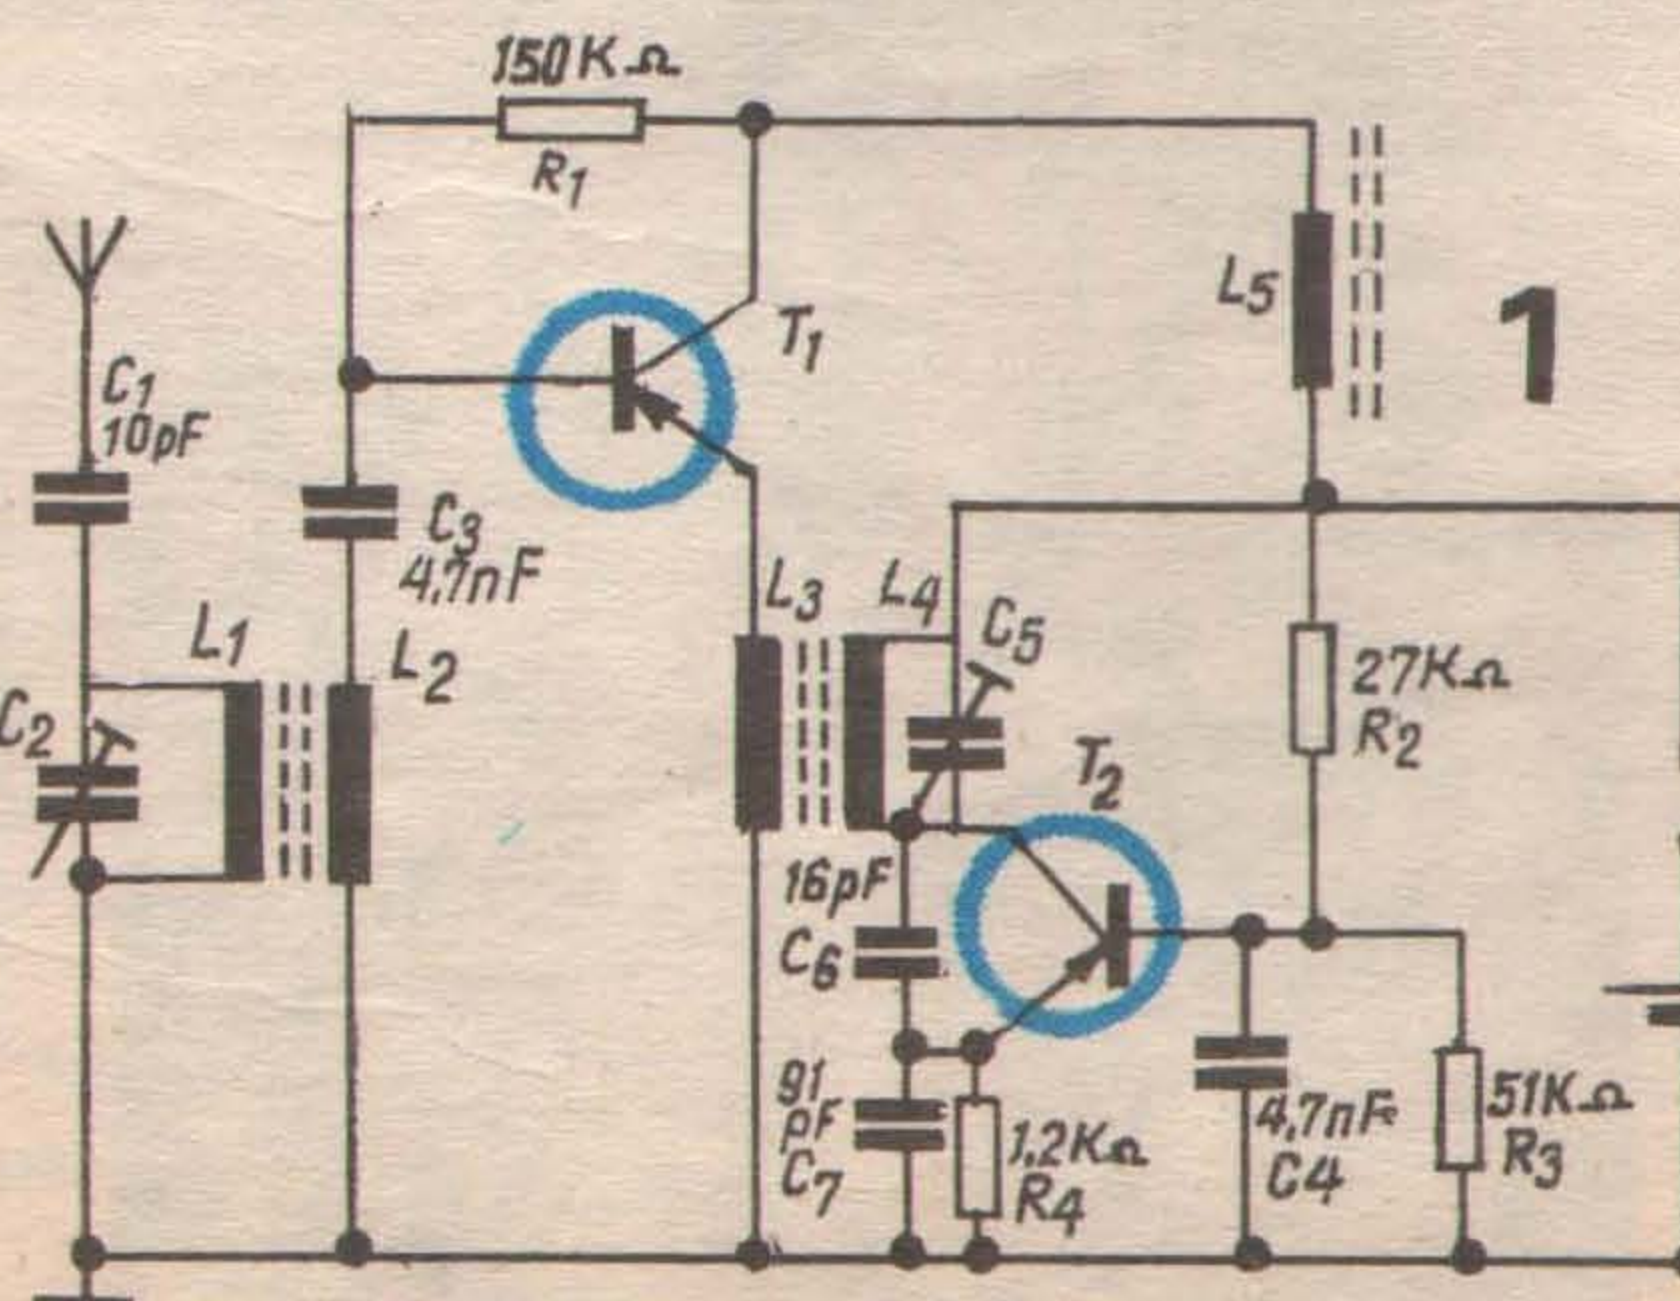 150KΩ
R1
T1
L5
1
C1
10pF
C3
4,7nF
L1
L2
L3
L4
C5
C2
T2
27KΩ
R2
16pF
C6
91
pF
C7
1,2KΩ
R4
4,7nF
C4
51KΩ
R3